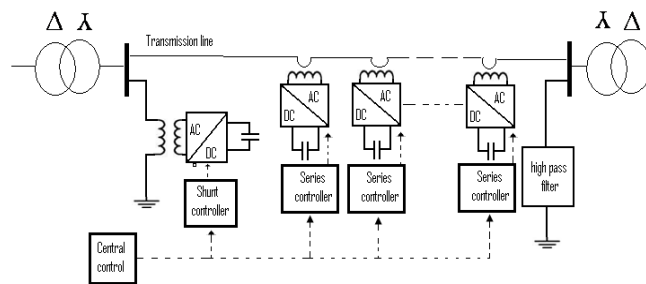 Δ Y
Y Δ
Transmission line
AC
DC
AC
DC
AC
DC
AC
DC
Shunt
controller
Series
controller
Series
controller
Series
controller
high pass
filter
Central
control